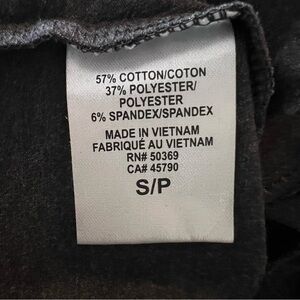 57% COTTON/COTON
37% POLYESTER/
POLYESTER
6% SPANDEX/SPANDEX
MADE IN VIETNAM
FABRIQUÉ AU VIETNAM
RN# 50369
CA# 45790
S/P